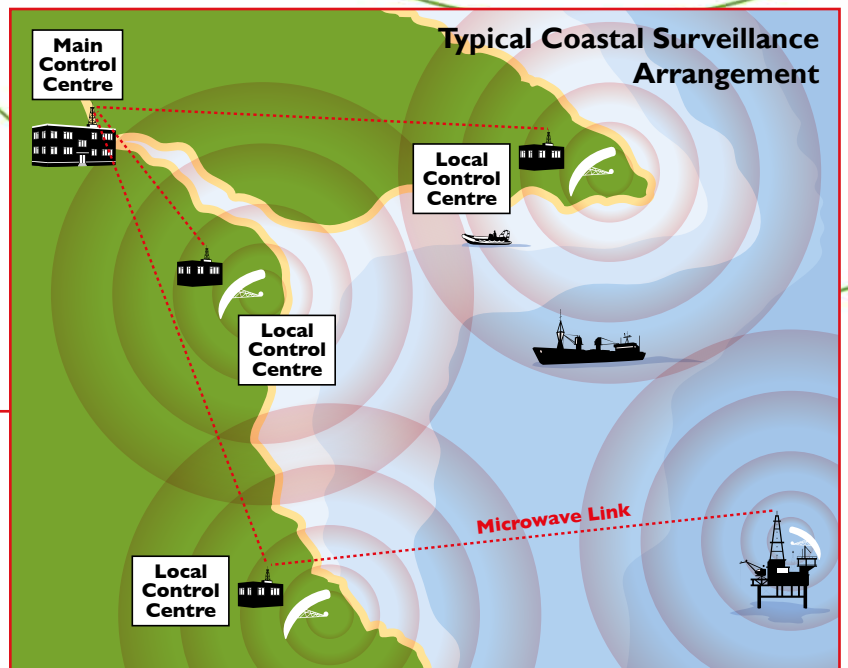 Typical Coastal Surveillance
Arrangement
Main
Control
Centre
Local
Control
Centre
Local
Control
Centre
Microwave Link
Local
Control
Centre